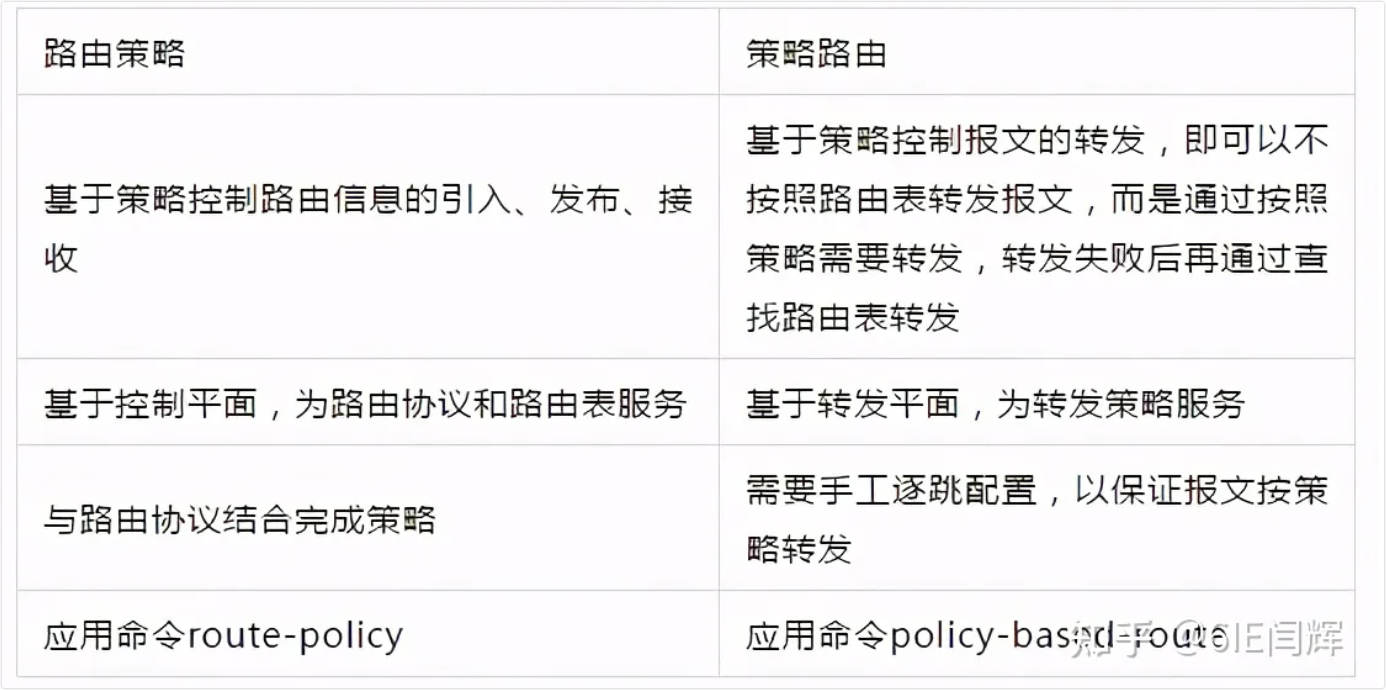 路由策略
策略路由
基于策略控制路由信息的引入、发布、接
收
基于策略控制报文的转发，即可以不
按照路由表转发报文，而是通过按照
策略需要转发，转发失败后再通过查
找路由表转发
基于控制平面，为路由协议和路由表服务
基于转发平面，为转发策略服务
与路由协议结合完成策略
需要手工逐跳配置，以保证报文按策
略转发
应用命令route-policy
应用命令policy-based-route
知乎 @6IE闫辉